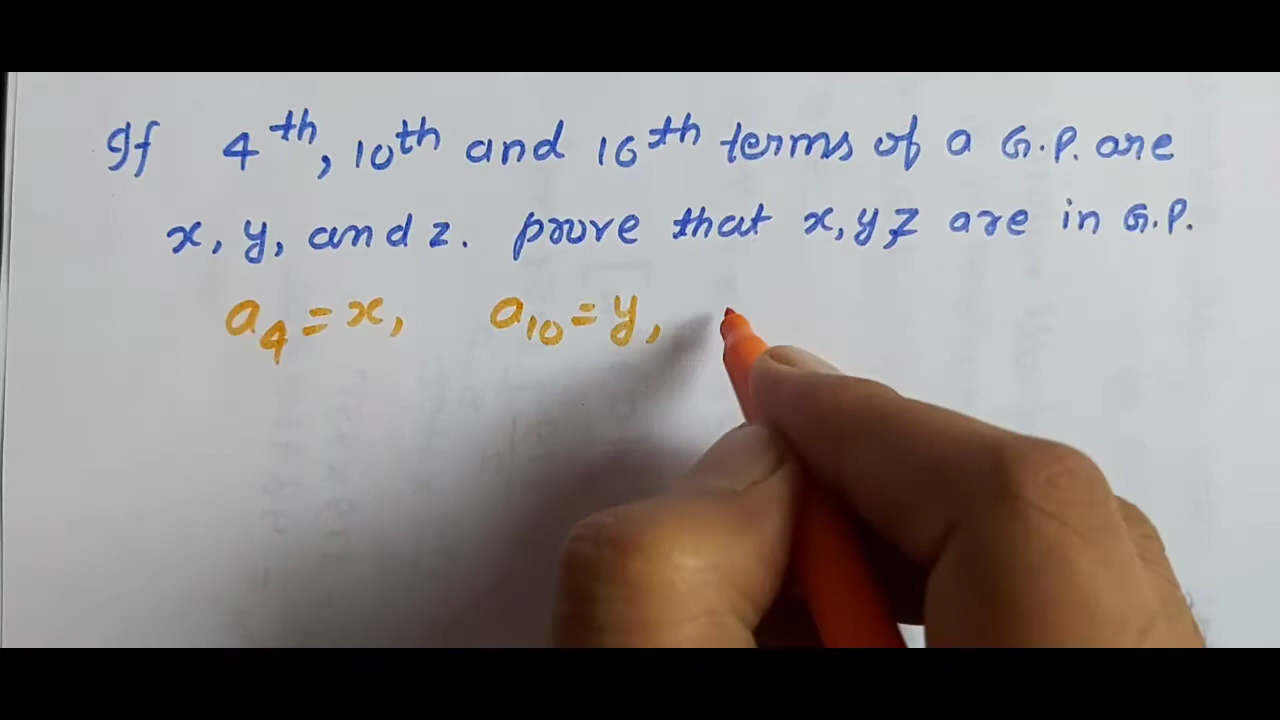 If 4th, 10th and 16th terms of a G.P. are
x, y, and z. prove that x, y, z are in G.P.
a4 = x, a10 = y,